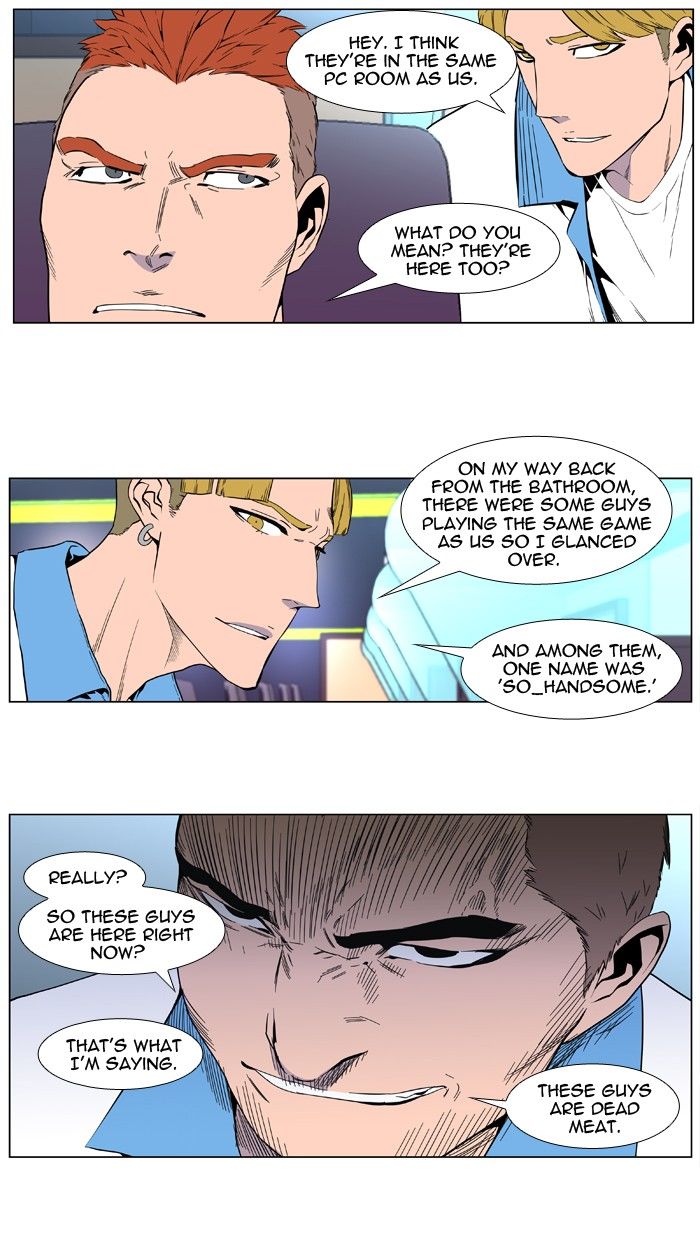 HEY. I THINK
THEY'RE IN THE SAME
PC ROOM AS US.
WHAT DO YOU
MEAN? THEY'RE
HERE TOO?
ON MY WAY BACK
FROM THE BATHROOM,
THERE WERE SOME GUYS
PLAYING THE SAME GAME
AS US SO I GLANCED
OVER.
AND AMONG THEM,
ONE NAME WAS
'SO_HANDSOME.'
REALLY?
SO THESE GUYS
ARE HERE RIGHT
NOW?
THAT'S WHAT
I'M SAYING.
THESE GUYS
ARE DEAD
MEAT.